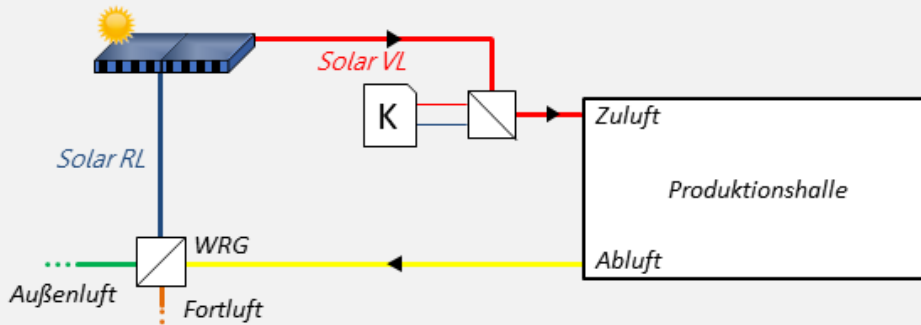 Solar VL
K
Zuluft
Solar RL
Produktionshalle
WRG
Abluft
Außenluft
Fortluft